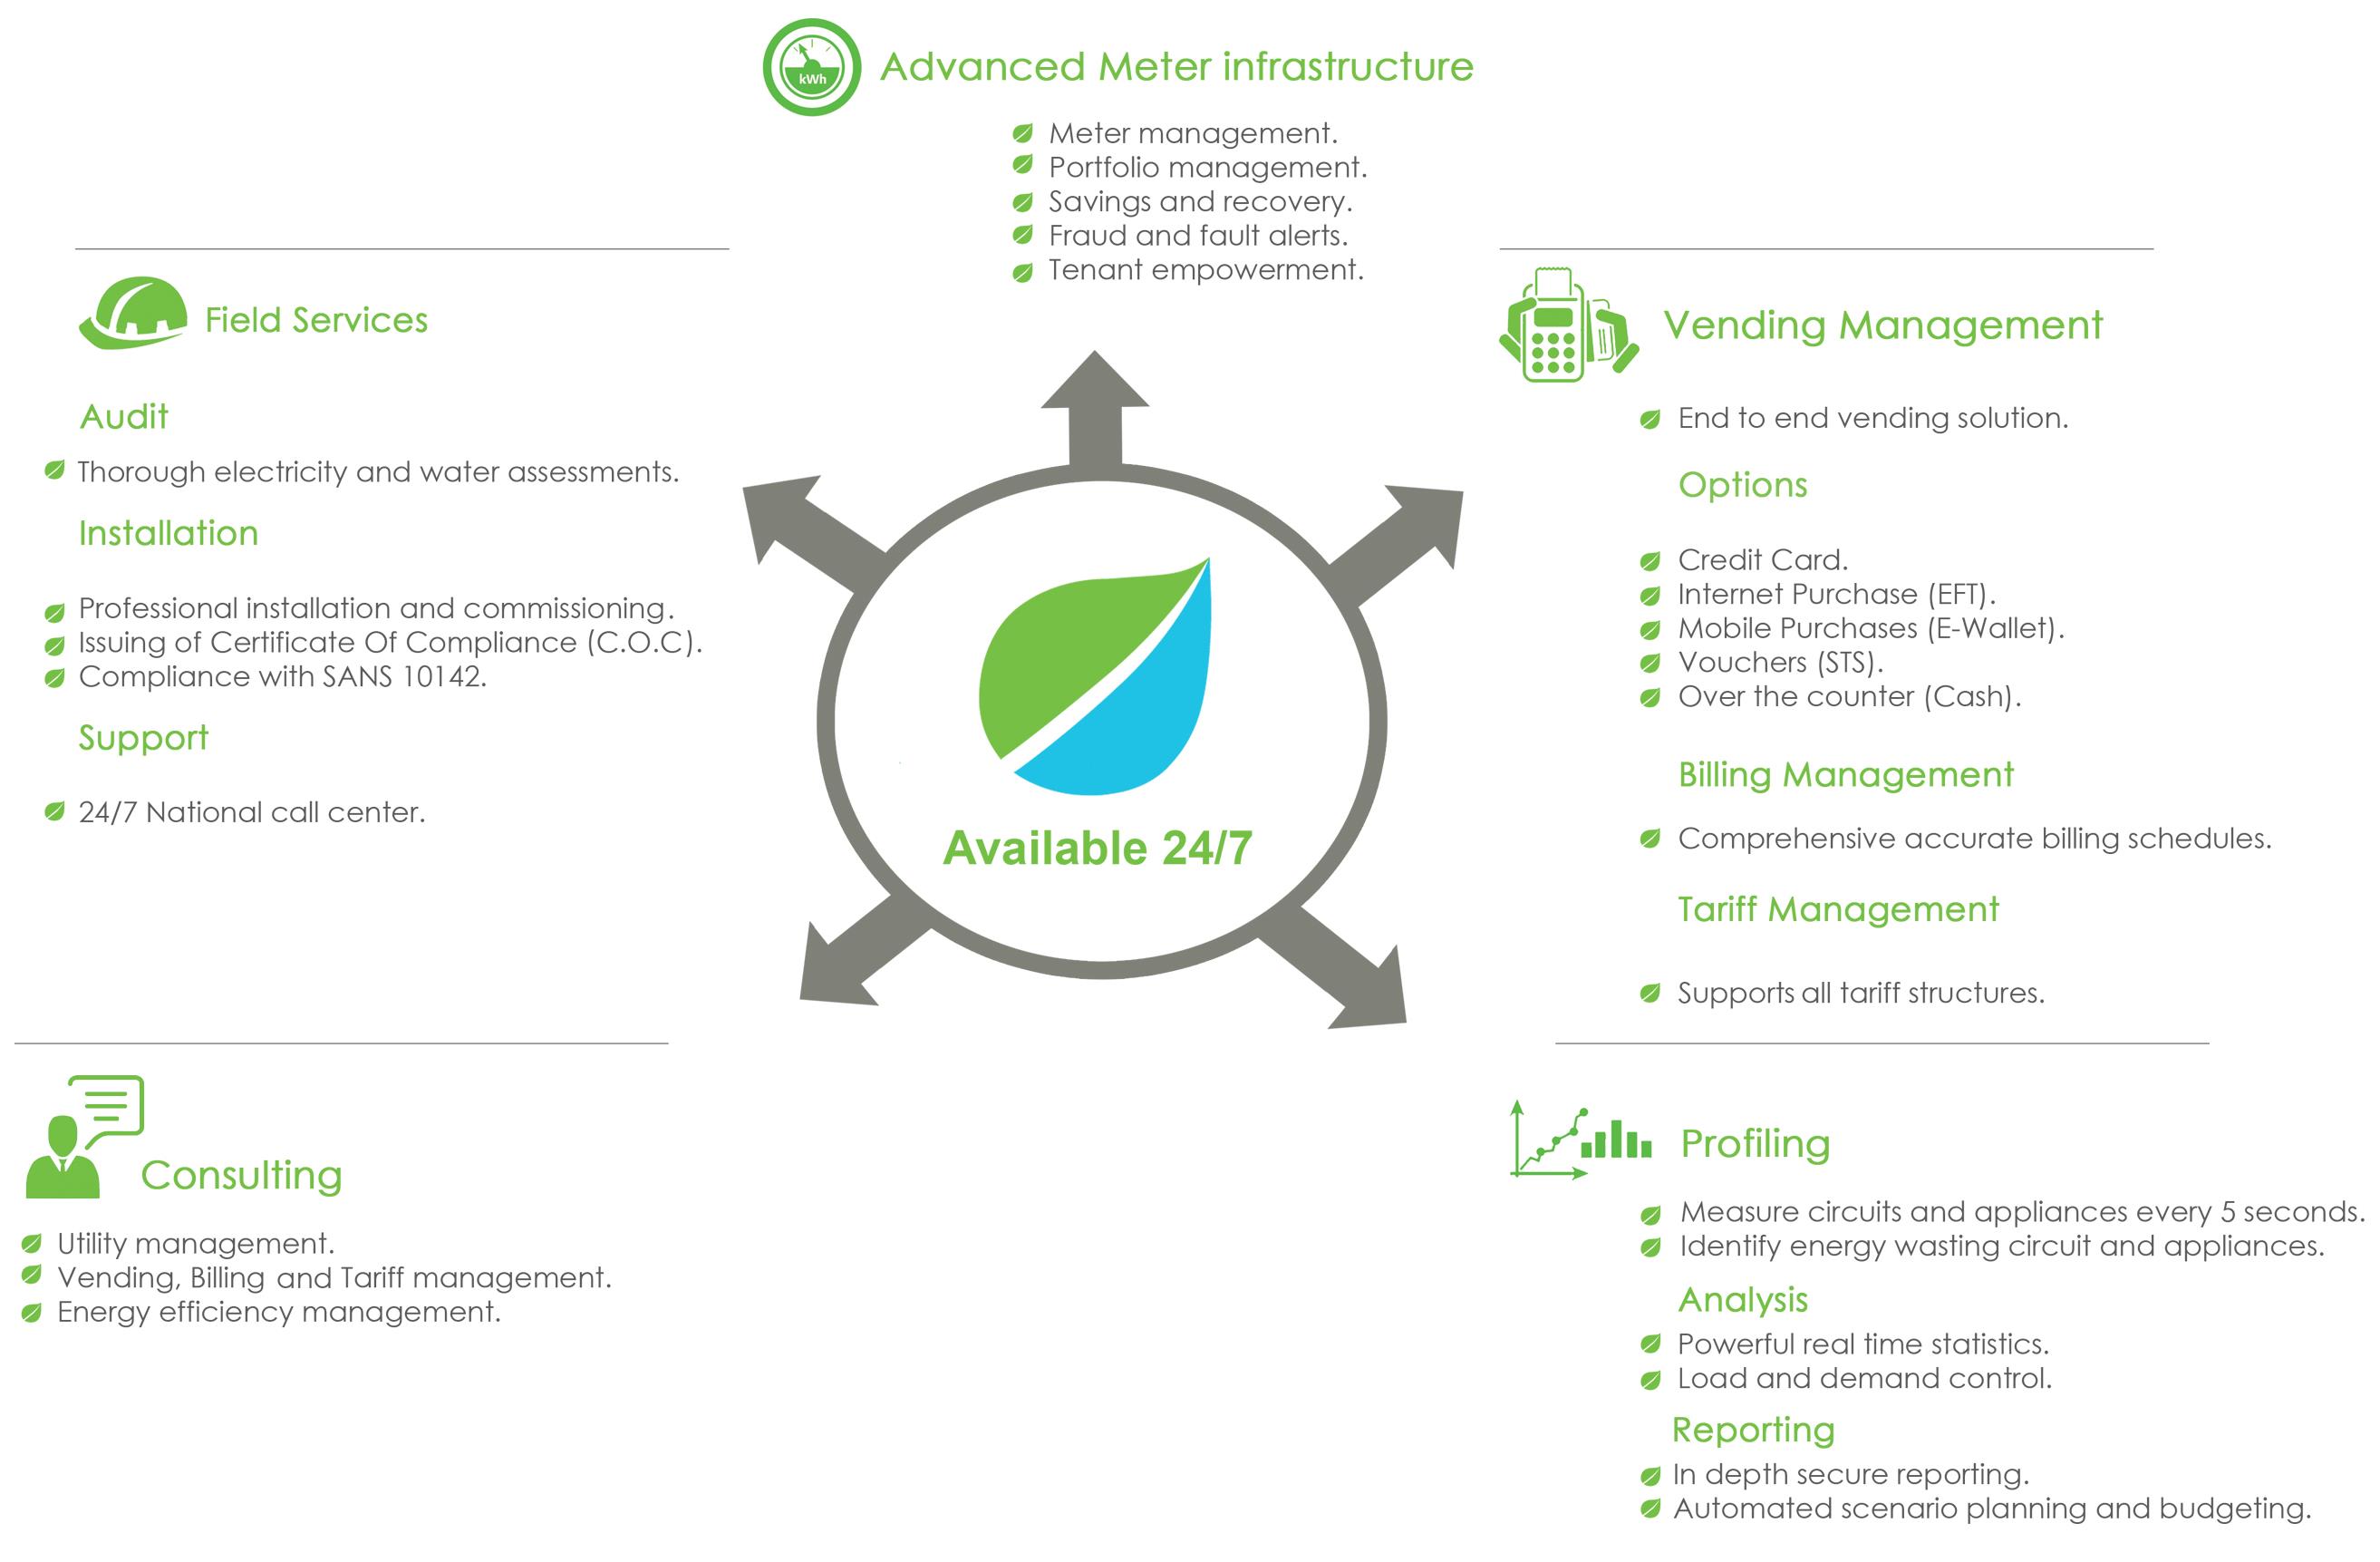 kWh
Advanced Meter infrastructure
Meter management.
Portfolio management.
Savings and recovery.
Fraud and fault alerts.
Tenant empowerment.
Field Services
Audit
Thorough electricity and water assessments.
Installation
Professional installation and commissioning.
Issuing of Certificate Of Compliance (C.O.C).
Compliance with SANS 10142.
Support
24/7 National call center.
Available 24/7
Vending Management
End to end vending solution.
Options
Credit Card.
Internet Purchase (EFT).
Mobile Purchases (E-Wallet).
Vouchers (STS).
Over the counter (Cash).
Billing Management
Comprehensive accurate billing schedules.
Tariff Management
Supports all tariff structures.
Consulting
Utility management.
Vending, Billing and Tariff management.
Energy efficiency management.
Profiling
Measure circuits and appliances every 5 seconds.
Identify energy wasting circuit and appliances.
Analysis
Powerful real time statistics.
Load and demand control.
Reporting
In depth secure reporting.
Automated scenario planning and budgeting.